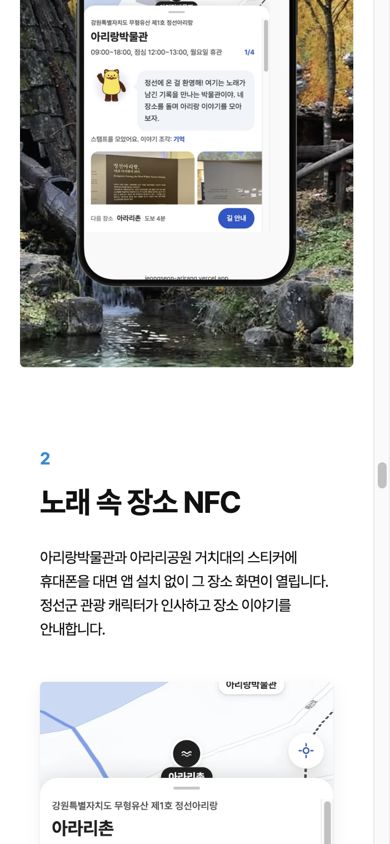 강원특별자치도 무형유산 제1호 정선아리랑
아리랑박물관
09:00~18:00, 점심 12:00~13:00, 월요일 휴관
1/4
정선에 온 걸 환영해! 여기는 노래가
남긴 기록을 만나는 박물관이야. 네
장소를 돌며 아리랑 이야기를 모아
보자.
스탬프를 모았어요. 이야기 조각: 기억
정선아리랑,
다음 장소 아라리촌 도보 4분
길 안내
jeongseon-arirang.vercel.app
2
노래 속 장소 NFC
아리랑박물관과 아라리공원 거치대의 스티커에
휴대폰을 대면 앱 설치 없이 그 장소 화면이 열립니다.
정선군 관광 캐릭터가 인사하고 장소 이야기를
안내합니다.
아리랑박물관
아라리촌
강원특별자치도 무형유산 제1호 정선아리랑
아라리촌